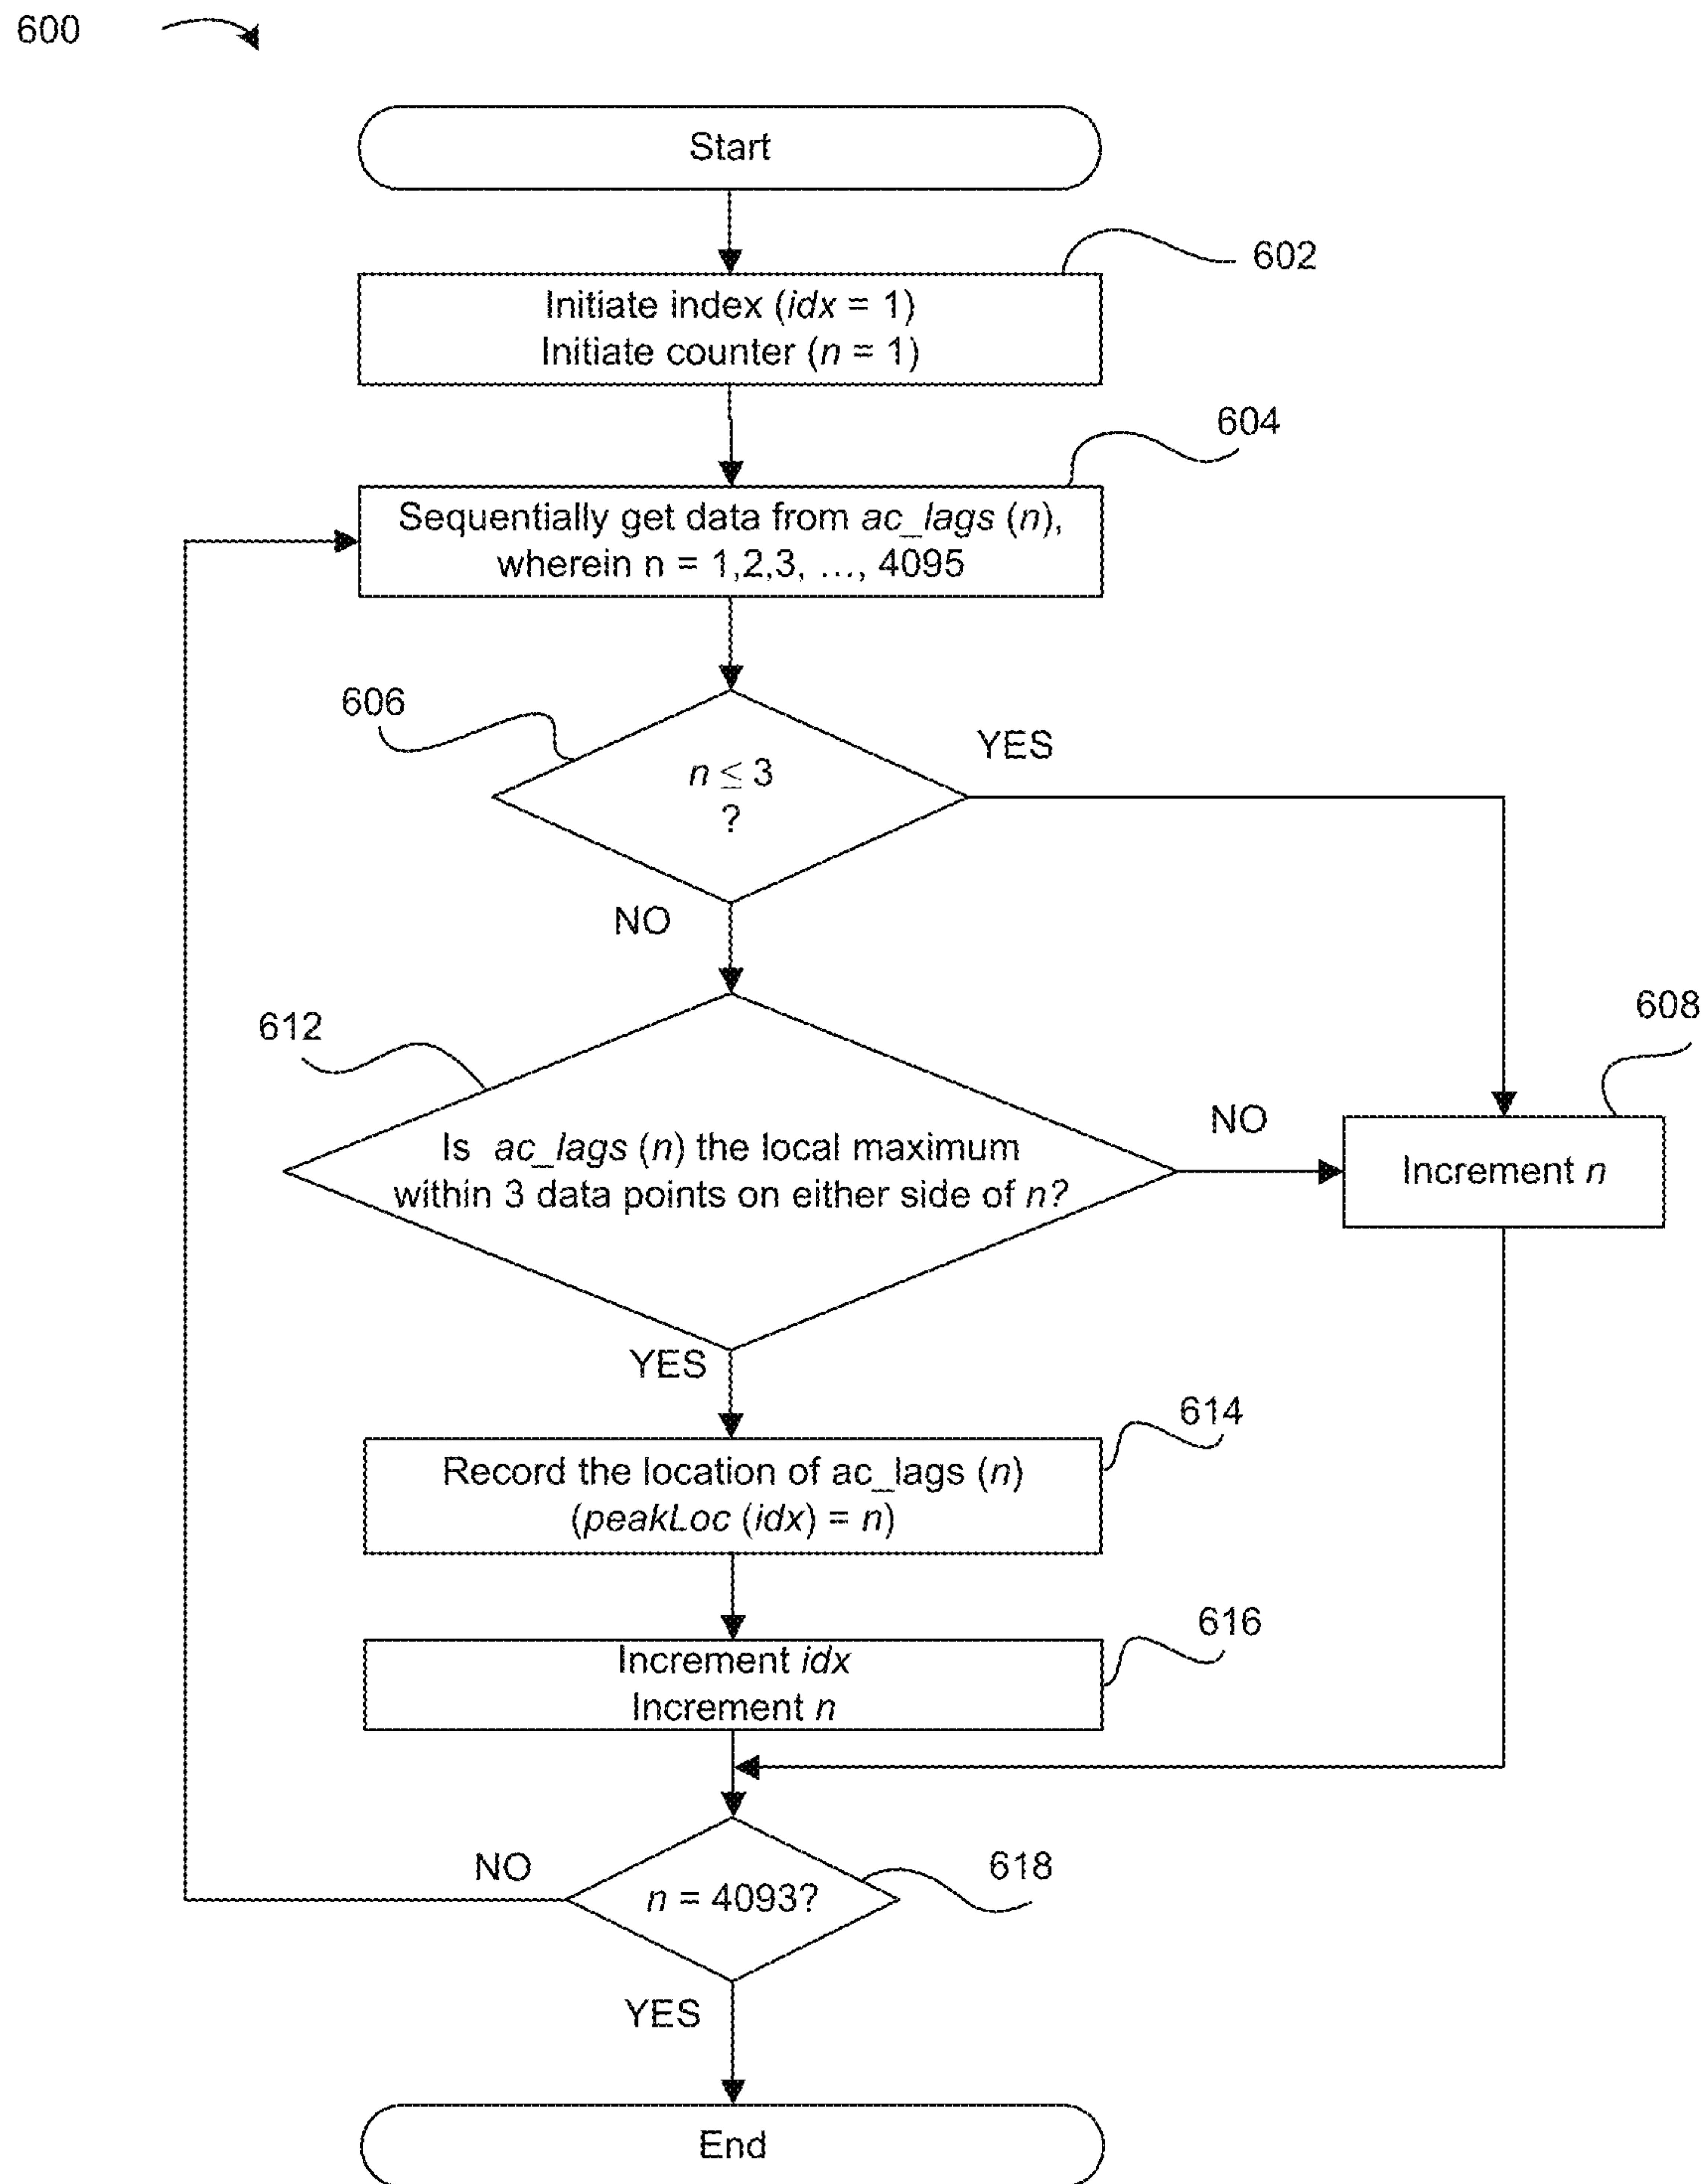 600
Start
602
Initiate index (idx = 1)
Initiate counter (n = 1)
604
Sequentially get data from ac_lags (n),
wherein n = 1,2,3, ..., 4095
606
YES
n ≤ 3
?
NO
612
608
NO
Is ac_lags (n) the local maximum
within 3 data points on either side of n?
Increment n
YES
614
Record the location of ac_lags (n)
(peakLoc (idx) = n)
616
Increment idx
Increment n
NO
618
n = 4093?
YES
End